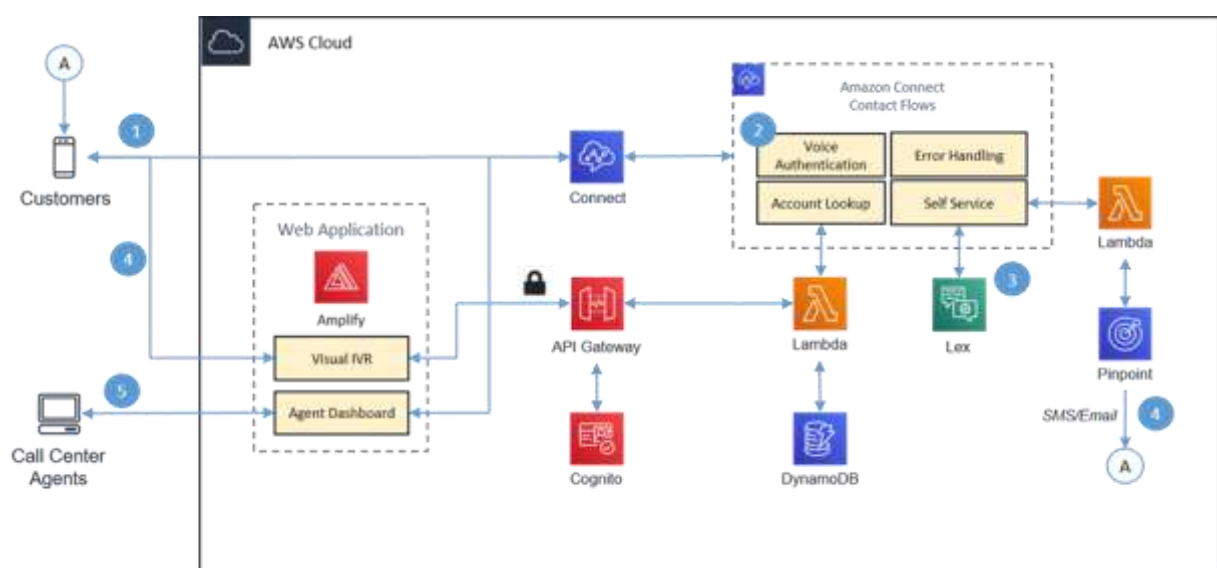 AWS Cloud
A
1
Customers
Amazon Connect
Contact Flows
2
Voice
Authentication
Error Handling
Account Lookup
Self Service
Connect
Lambda
Web Application
Amplify
4
Visual IVR
Agent Dashboard
API Gateway
Lambda
3
Lex
Pinpoint
5
Call Center
Agents
Cognito
DynamoDB
SMS/Email
4
A